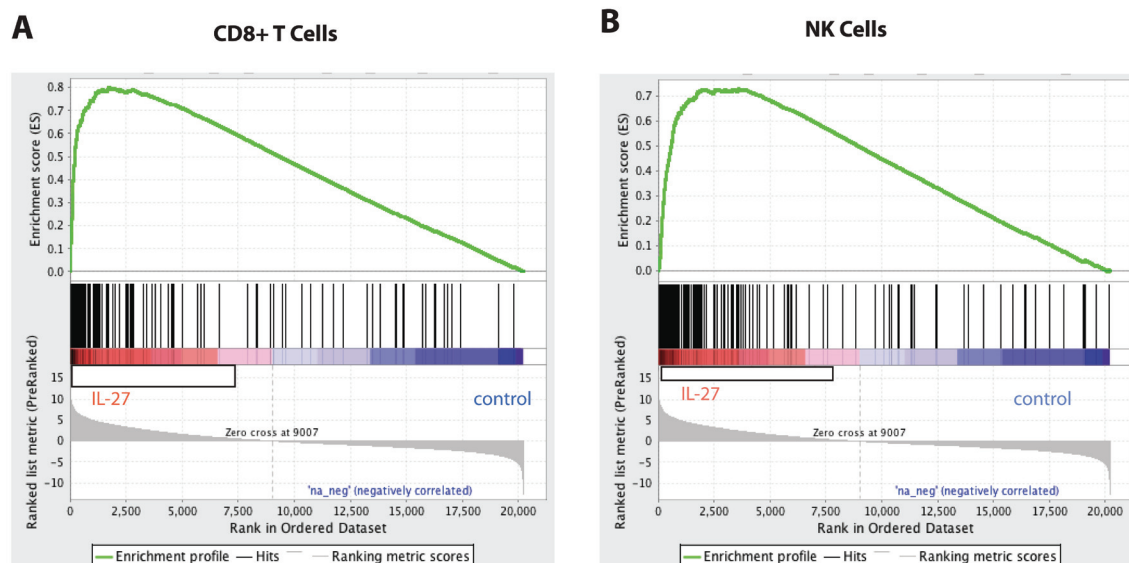 A
CD8+ T Cells
Enrichment score (ES)
0.8
0.7
0.6
0.5
0.4
0.3
0.2
0.1
0.0
Ranked list metric (PreRanked)
15
10
5
0
-5
-10
IL-27
control
Zero cross at 9007
'na_neg' (negatively correlated)
0 2,500 5,000 7,500 10,000 12,500 15,000 17,500 20,000
Rank in Ordered Dataset
Enrichment profile Hits Ranking metric scores
B
NK Cells
Enrichment score (ES)
0.7
0.6
0.5
0.4
0.3
0.2
0.1
0.0
Ranked list metric (PreRanked)
15
10
5
0
-5
-10
IL-27
control
Zero cross at 9007
'na_neg' (negatively correlated)
0 2,500 5,000 7,500 10,000 12,500 15,000 17,500 20,000
Rank in Ordered Dataset
Enrichment profile Hits Ranking metric scores